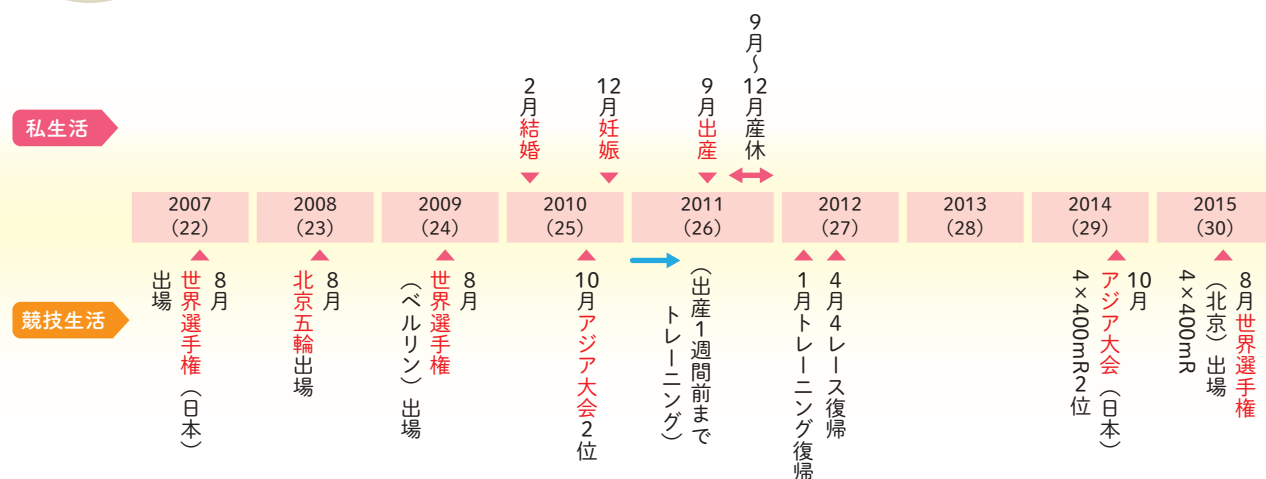 私生活
2月結婚
12月妊娠
9月出産
9月～
12月産休
2007
（22）
2008
（23）
2009
（24）
2010
（25）
2011
（26）
2012
（27）
2013
（28）
2014
（29）
2015
（30）
競技生活
8月
世界選手権（日本）
出場
8月
北京五輪出場
8月
世界選手権
（ベルリン）出場
10月アジア大会2位
（出産1週間前まで
トレーニング）
1月トレーニング復帰
4月4レース復帰
10月
アジア大会（日本）
4×400mR2位
8月世界選手権
（北京）出場
4×400mR